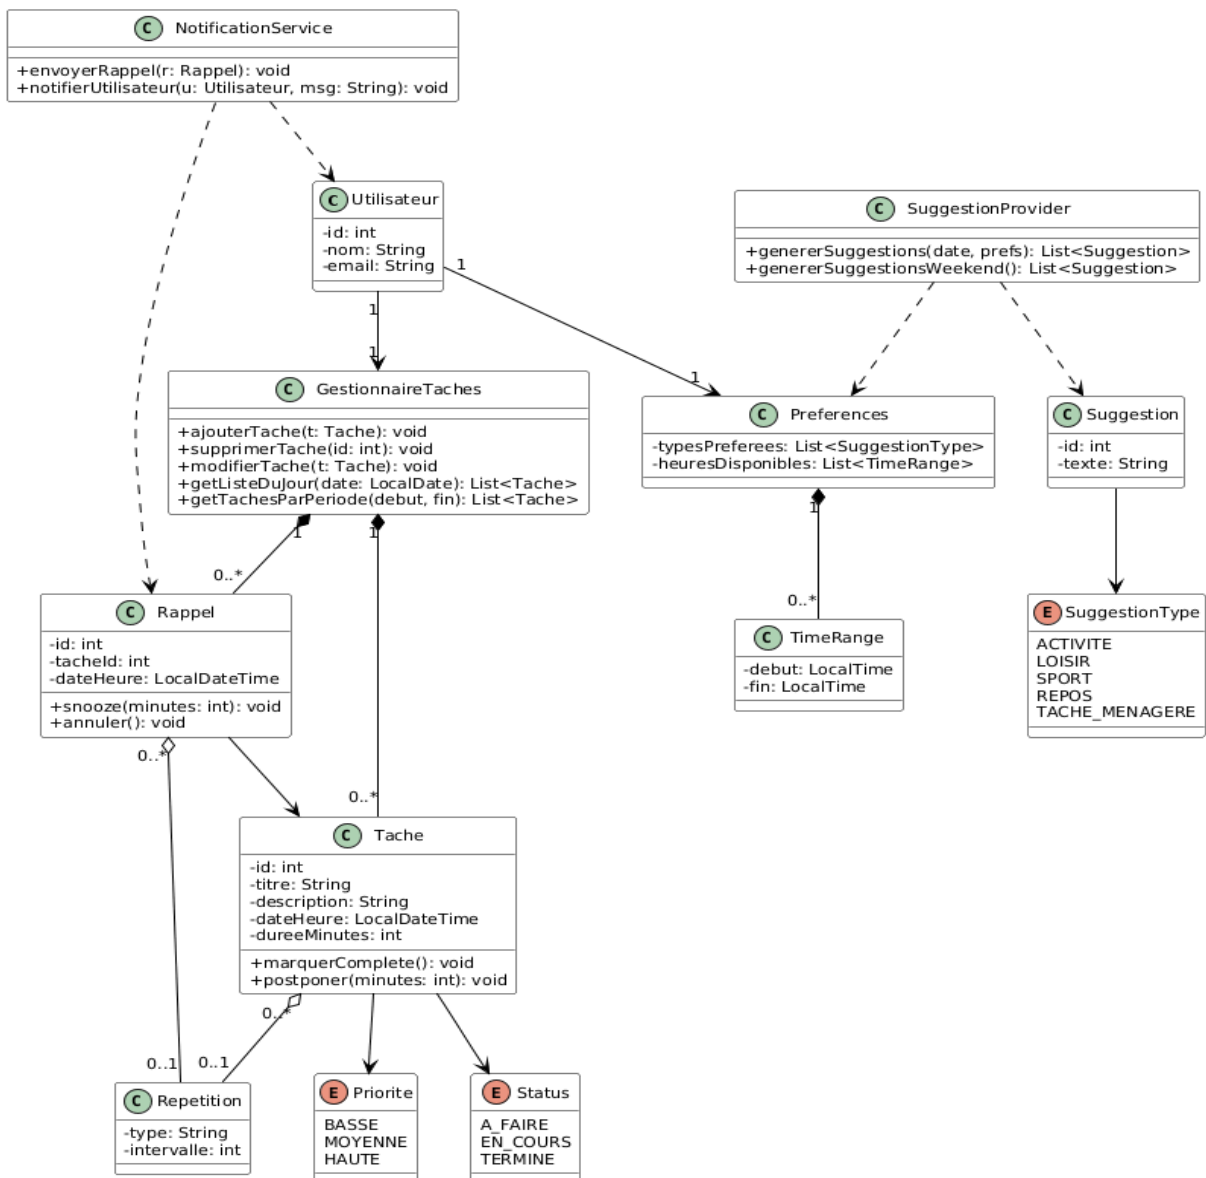 C NotificationService
+envoyerRappel(r: Rappel): void
+notifierUtilisateur(u: Utilisateur, msg: String): void
C Utilisateur
-id: int
-nom: String
-email: String
C SuggestionProvider
+genererSuggestions(date, prefs): List<Suggestion>
+genererSuggestionsWeekend(): List<Suggestion>
1
1
1
1
C GestionnaireTaches
+ajouterTache(t: Tache): void
+supprimerTache(id: int): void
+modifierTache(t: Tache): void
+getListeDuJour(date: LocalDate): List<Tache>
+getTachesParPeriode(debut, fin): List<Tache>
C Preferences
-typesPreferees: List<SuggestionType>
-heuresDisponibles: List<TimeRange>
C Suggestion
-id: int
-texte: String
1
1
1
0..*
0..*
C Rappel
-id: int
-tacheId: int
-dateHeure: LocalDateTime
+snooze(minutes: int): void
+annuler(): void
C TimeRange
-debut: LocalTime
-fin: LocalTime
E SuggestionType
ACTIVITE
LOISIR
SPORT
REPOS
TACHE_MENAGERE
0..*
0..*
C Tache
-id: int
-titre: String
-description: String
-dateHeure: LocalDateTime
-dureeMinutes: int
+marquerComplete(): void
+postponer(minutes: int): void
0..*
0..1
0..1
C Repetition
-type: String
-intervalle: int
E Priorite
BASSE
MOYENNE
HAUTE
E Status
A_FAIRE
EN_COURS
TERMINE